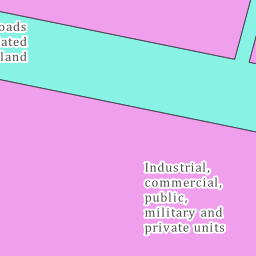 oads
ated
land
Industrial,
commercial,
public,
military and
private units